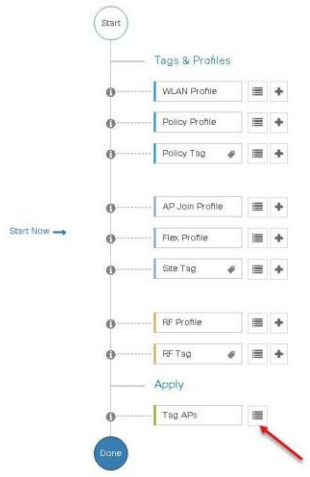 Start
Tags & Profiles
WLAN Profile
Policy Profile
Policy Tag
AP Join Profile
Start Now
Flex Profile
Site Tag
RF Profile
RF Tag
Apply
Tag APs
Done